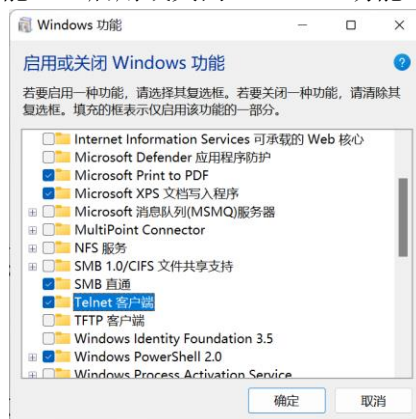 Windows 功能
启用或关闭 Windows 功能
若要启用一种功能，请选择其复选框。若要关闭一种功能，请清除其
复选框。填充的框表示仅启用该功能的一部分。
Internet Information Services 可承载的 Web 核心
Microsoft Defender 应用程序防护
Microsoft Print to PDF
Microsoft XPS 文档写入程序
Microsoft 消息队列(MSMQ)服务器
MultiPoint Connector
NFS 服务
SMB 1.0/CIFS 文件共享支持
SMB 直通
Telnet 客户端
TFTP 客户端
Windows Identity Foundation 3.5
Windows PowerShell 2.0
Windows Process Activation Service
确定
取消